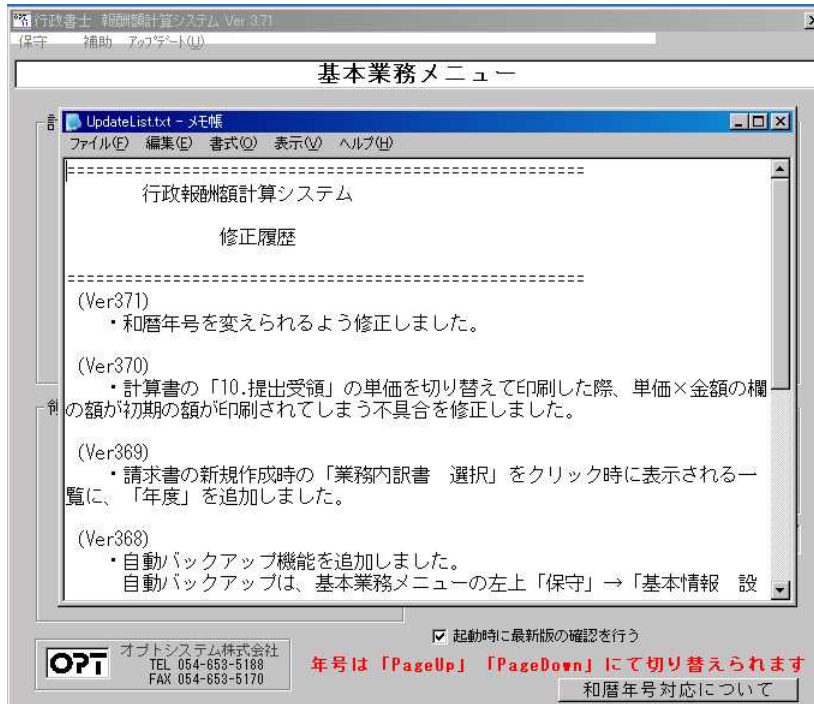 行政書士 報酬額計算システム Ver 3.71
保守 補助 アップデート(U)
基本業務メニュー
UpdateList.txt - メモ帳
ファイル(F) 編集(E) 書式(O) 表示(V) ヘルプ(H)
======================================================
行政報酬額計算システム
修正履歴
======================================================
(Ver371)
・和暦年号を変えられるよう修正しました。
(Ver370)
・計算書の「10.提出受領」の単価を切り替えて印刷した際、単価×金額の欄
の額が初期の額が印刷されてしまう不具合を修正しました。
(Ver369)
・請求書の新規作成時の「業務内訳書 選択」をクリック時に表示される一
覧に、「年度」を追加しました。
(Ver368)
・自動バックアップ機能を追加しました。
自動バックアップは、基本業務メニューの左上「保守」→「基本情報 設
起動時に最新版の確認を行う
OPT
オプトシステム株式会社
TEL 054-653-5188
FAX 054-653-5170
年号は「PageUp」「PageDown」にて切り替えられます
和暦年号対応について